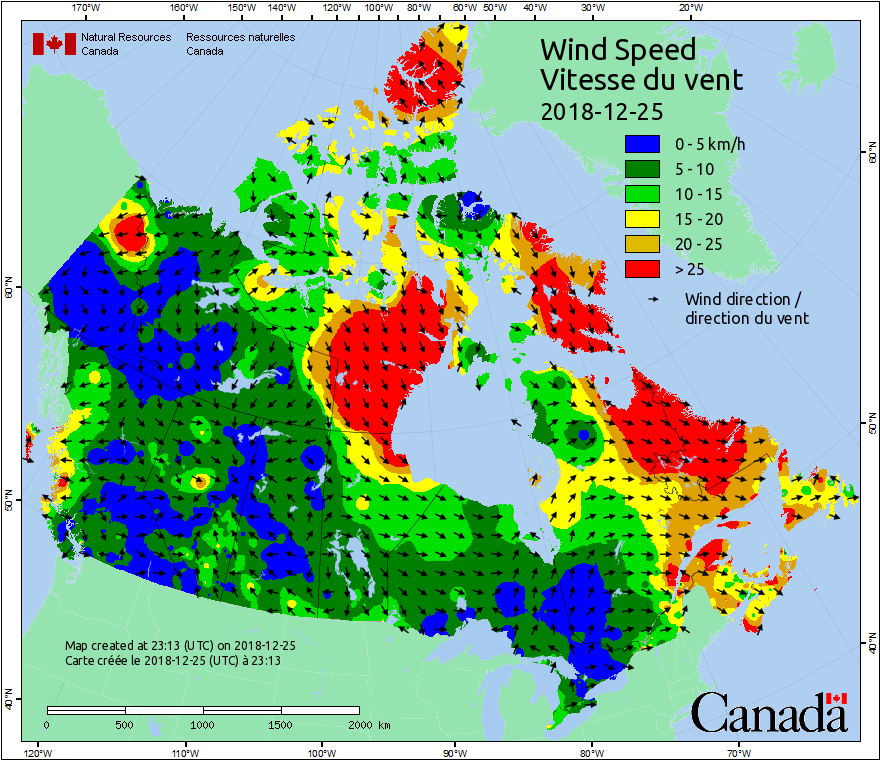 170°W 160°W 150°W 140°W 120°W 110°W 100°W 80°W 60°W 50°W 40°W 30°W 20°W
Natural Resources Canada
Ressources naturelles Canada
Wind Speed
Vitesse du vent
2018-12-25
0 - 5 km/h
5 - 10
10 - 15
15 - 20
20 - 25
> 25
Wind direction /
direction du vent
60°N
50°N
40°N
60°N
50°N
40°N
Map created at 23:13 (UTC) on 2018-12-25
Carte créée le 2018-12-25 (UTC) à 23:13
0 500 1000 1500 2000 km
Canada
120°W 110°W 100°W 90°W 80°W 70°W